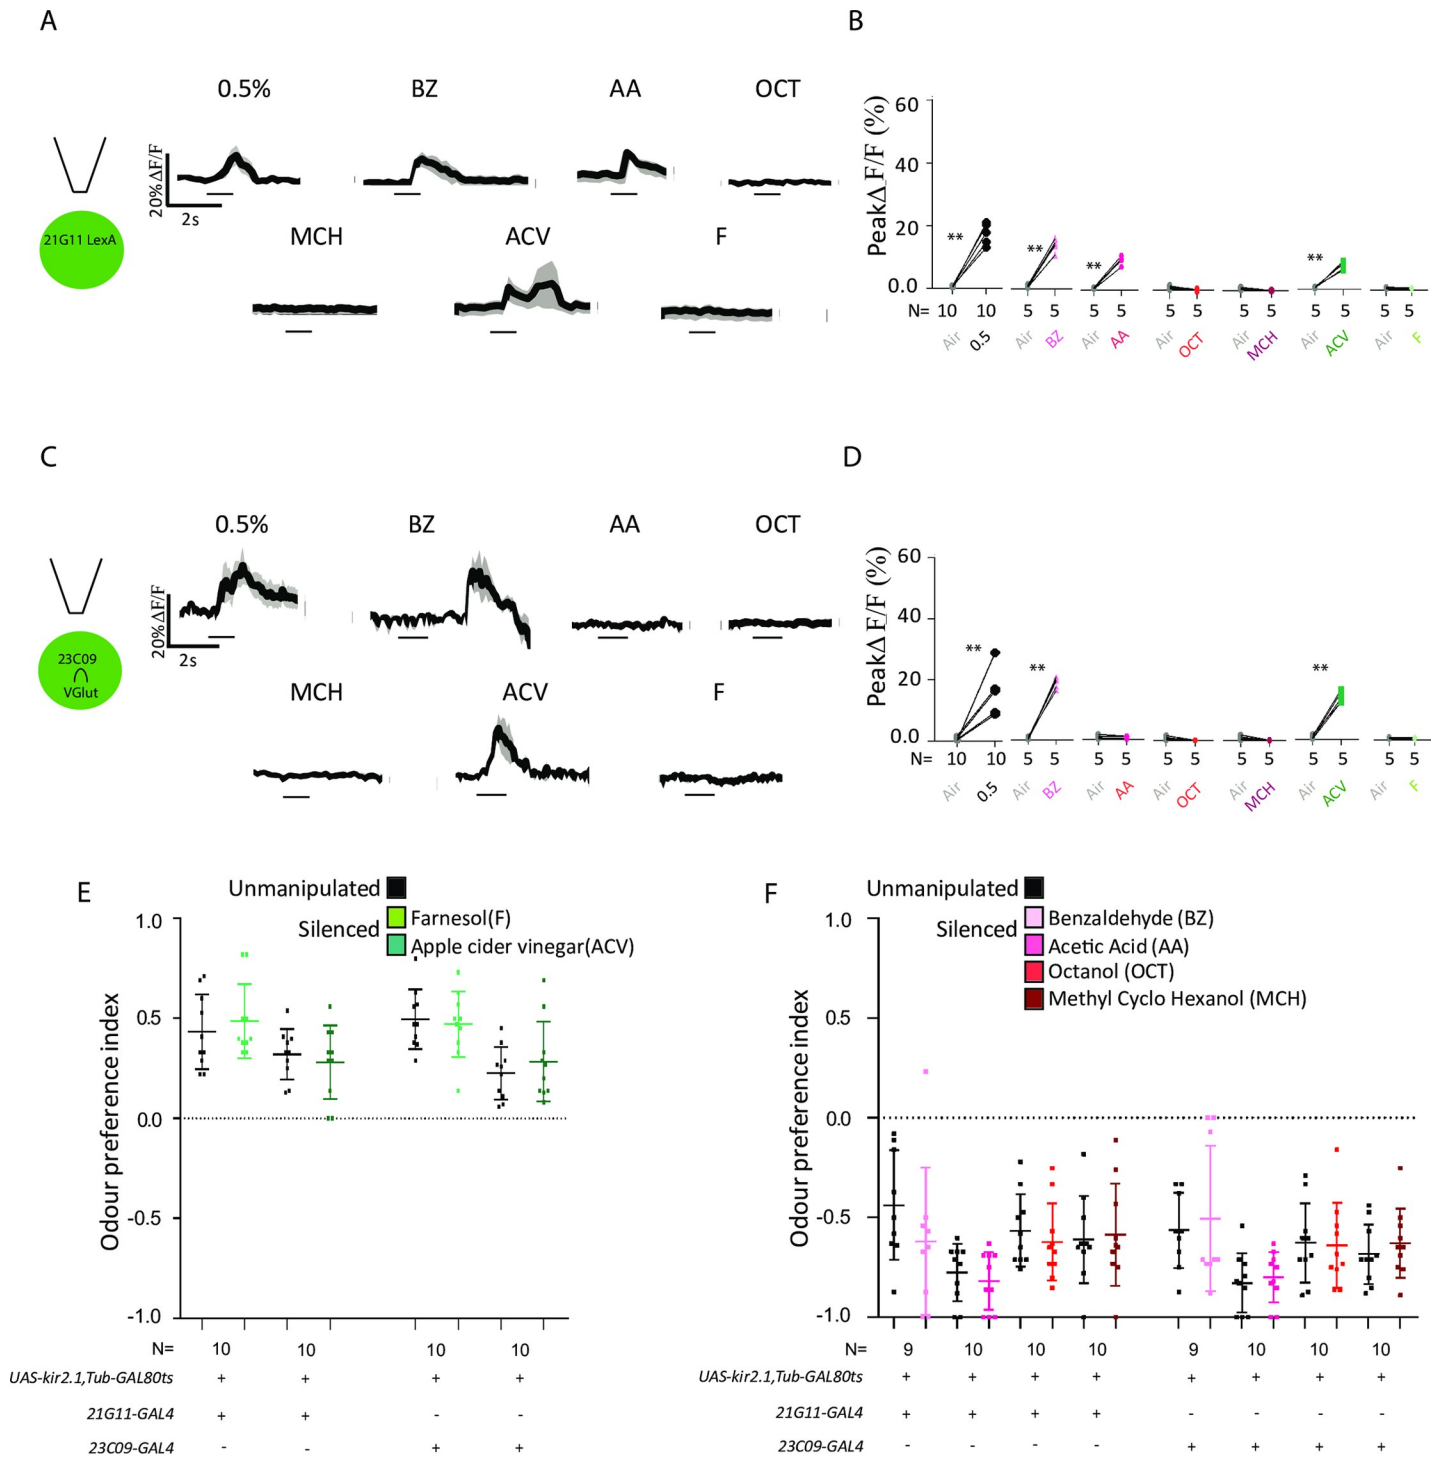 A
0.5%
BZ
AA
OCT
20%ΔF/F
2s
21G11 LexA
MCH
ACV
F
B
PeakΔF/F (%)
60
40
20
0.0
** ** ** **
N= 10 10 5 5 5 5 5 5 5 5 5 5 5 5
Air 0.5 Air BZ Air AA Air OCT Air MCH Air ACV Air F
C
0.5%
BZ
AA
OCT
20%ΔF/F
2s
23C09
VGlut
MCH
ACV
F
D
PeakΔF/F (%)
60
40
20
0.0
** ** **
N= 10 10 5 5 5 5 5 5 5 5 5 5 5 5
Air 0.5 Air BZ Air AA Air OCT Air MCH Air ACV Air F
E
Unmanipulated
Silenced
Farnesol(F)
Apple cider vinegar(ACV)
Odour preference index
1.0
0.5
0.0
-0.5
-1.0
N= 10 10 10 10
UAS-kir2.1,Tub-GAL80ts + + + +
21G11-GAL4 + + - -
23C09-GAL4 - - + +
F
Unmanipulated
Silenced
Benzaldehyde (BZ)
Acetic Acid (AA)
Octanol (OCT)
Methyl Cyclo Hexanol (MCH)
Odour preference index
1.0
0.5
0.0
-0.5
-1.0
N= 9 10 10 10 9 10 10 10
UAS-kir2.1,Tub-GAL80ts + + + + + + + +
21G11-GAL4 + + + + - - - -
23C09-GAL4 - - - - + + + +